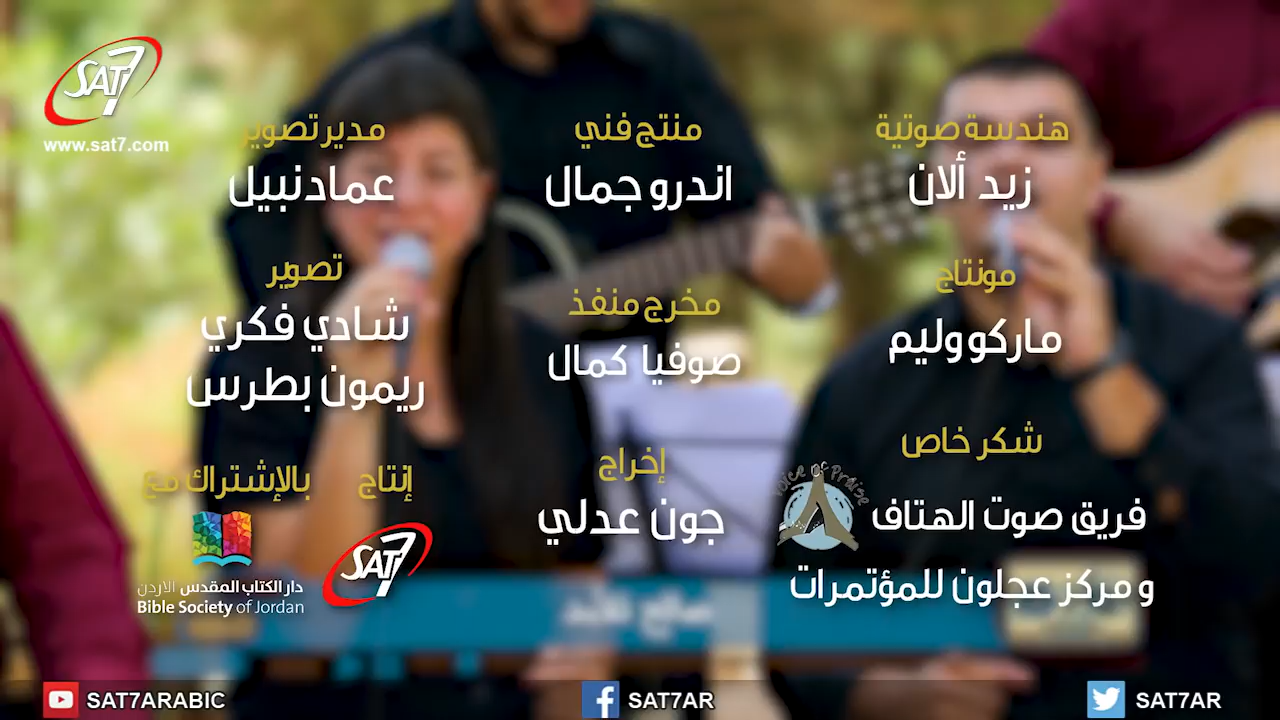 SAT7
www.sat7.com
هندسة صوتية
زيد ألان
مونتاج
ماركو وليم
شكر خاص
فريق صوت الهتاف
Voice of Praise
و مركز عجلون للمؤتمرات
منتج فني
اندرو جمال
مخرج منفذ
صوفيا كمال
إخراج
جون عدلي
مدير تصوير
عماد نبيل
تصوير
شادي فكري
ريمون بطرس
إنتاج
SAT7
بالإشتراك مع
دار الكتاب المقدس الاردن
Bible Society of Jordan
SAT7ARABIC
SAT7AR
SAT7AR